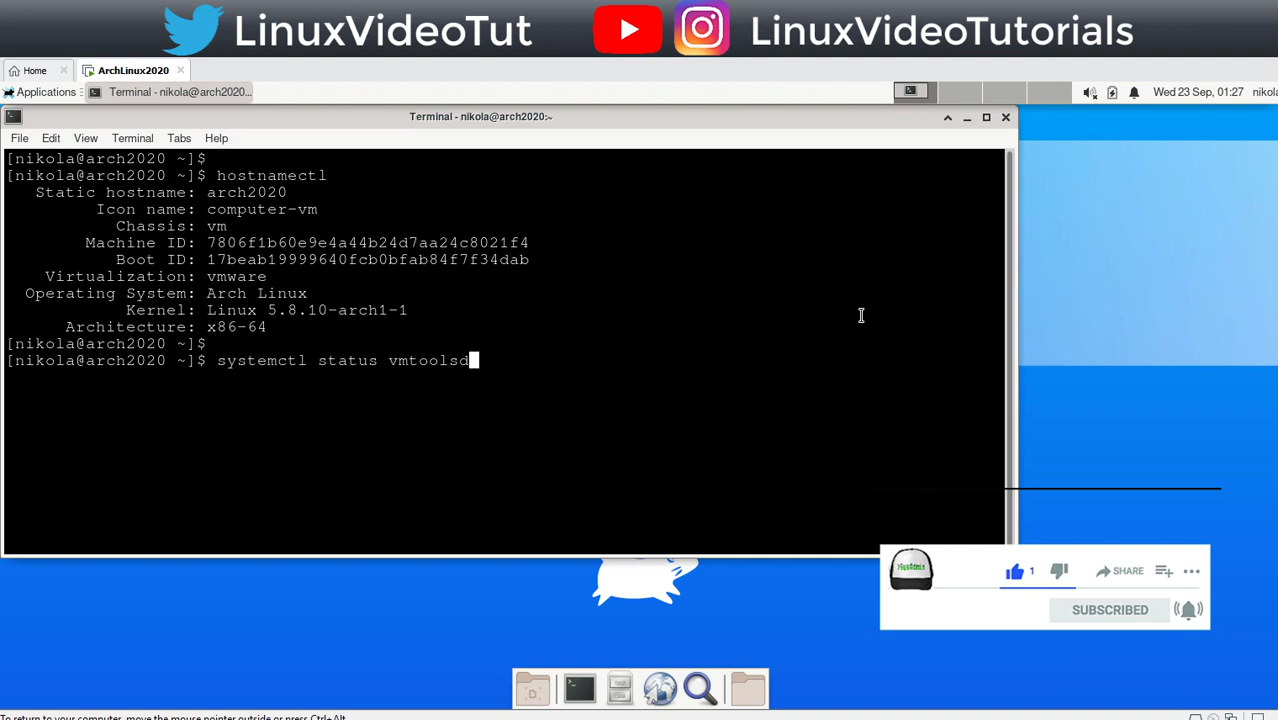 LinuxVideoTut LinuxVideoTutorials
Home ArchLinux2020
Applications Terminal - nikola@arch2020... Wed 23 Sep, 01:27 nikola
Terminal - nikola@arch2020:~
File Edit View Terminal Tabs Help
[nikola@arch2020 ~]$
[nikola@arch2020 ~]$ hostnamectl
Static hostname: arch2020
Icon name: computer-vm
Chassis: vm
Machine ID: 7806f1b60e9e4a44b24d7aa24c8021f4
Boot ID: 17beab19999640fcb0bfab84f7f34dab
Virtualization: vmware
Operating System: Arch Linux
Kernel: Linux 5.8.10-arch1-1
Architecture: x86-64
[nikola@arch2020 ~]$
[nikola@arch2020 ~]$ systemctl status vmtoolsd
>SysAdmin 1 SHARE
SUBSCRIBED
To return to your computer, move the mouse pointer outside or press Ctrl+Alt.